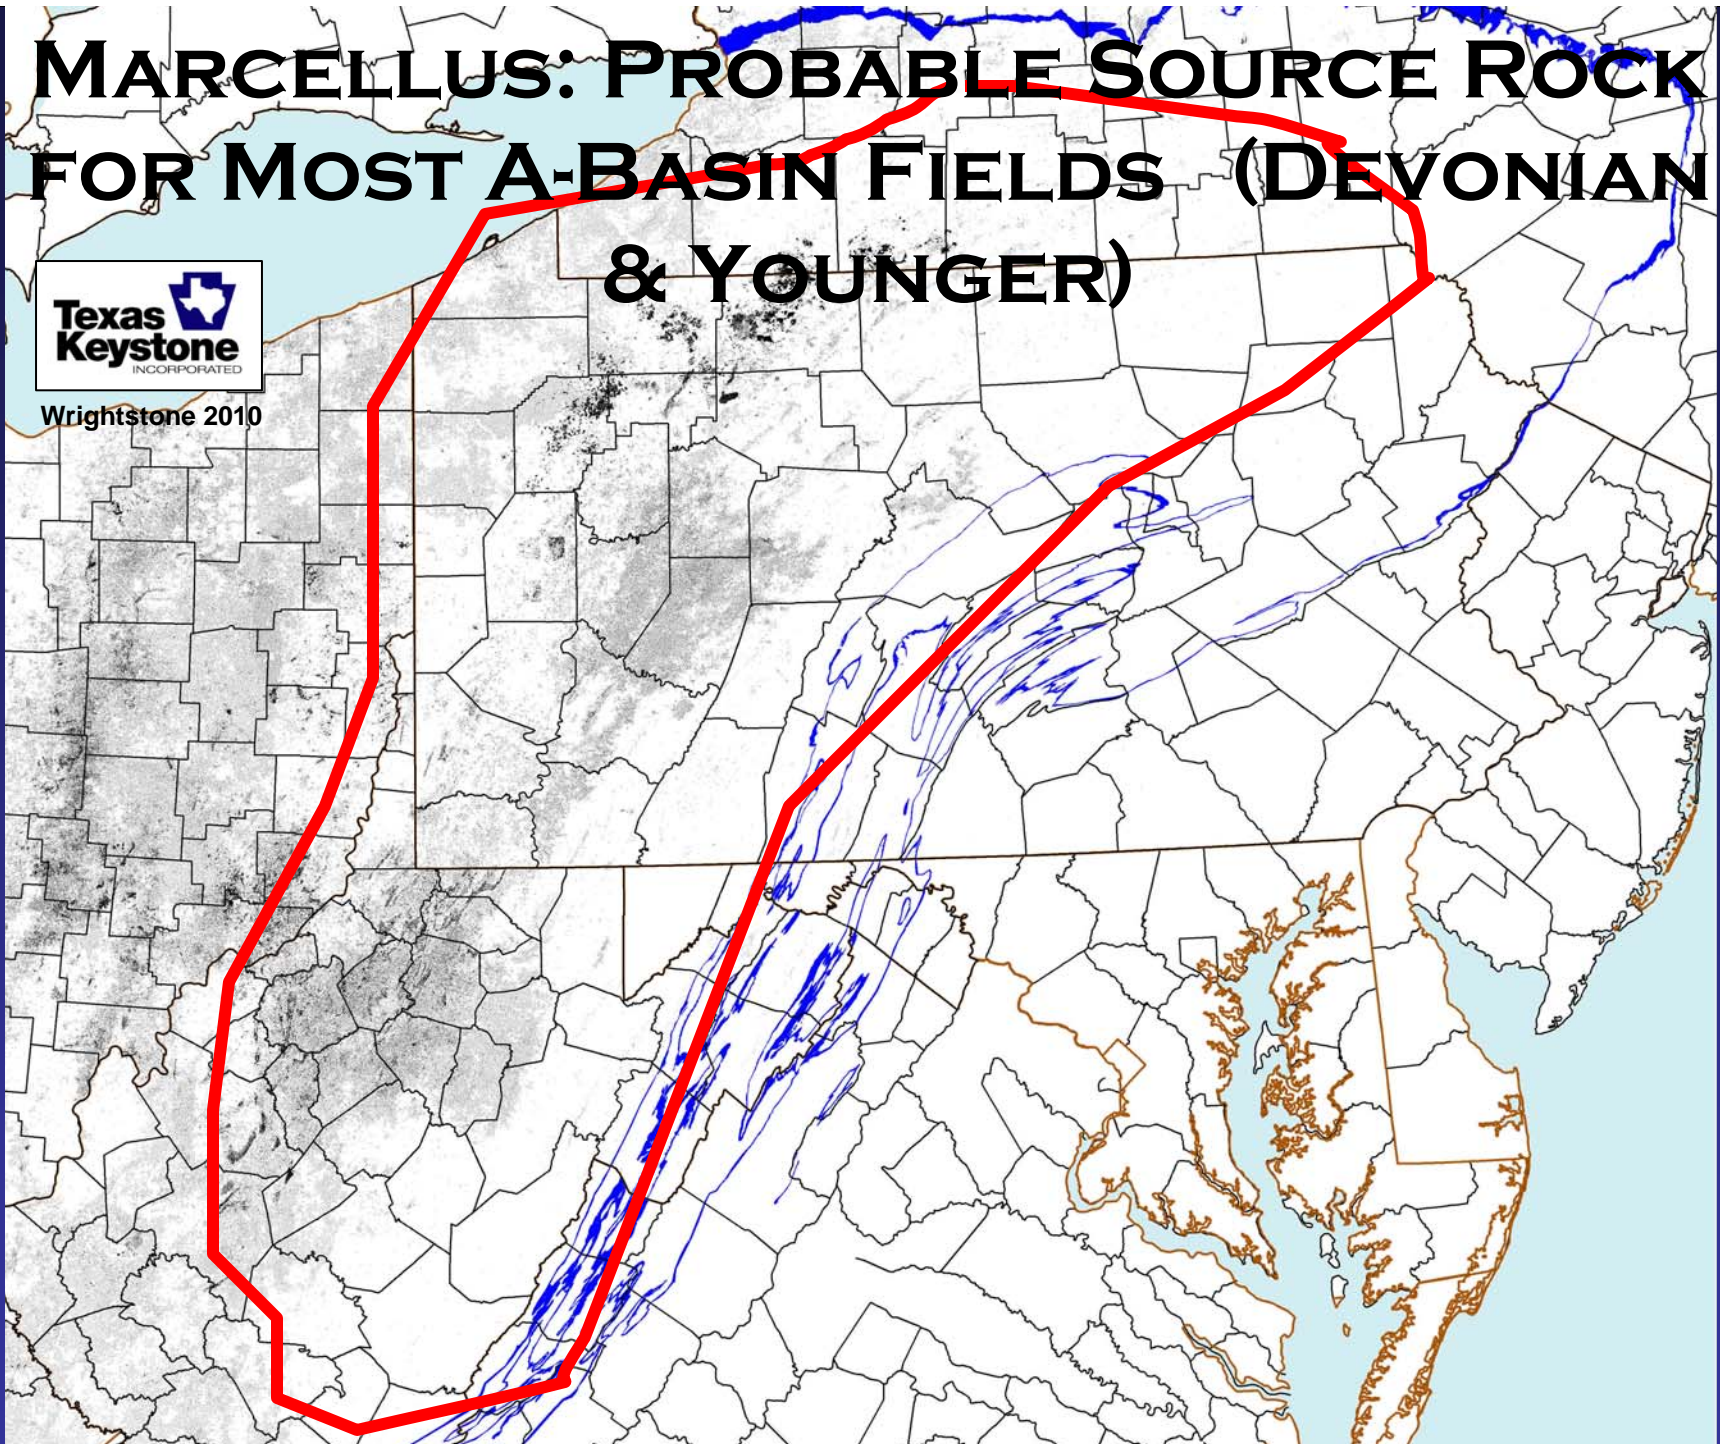 MARCELLUS: PROBABLE SOURCE ROCK
FOR MOST A-BASIN FIELDS (DEVONIAN
& YOUNGER)
Texas
Keystone
INCORPORATED
Wrightstone 2010